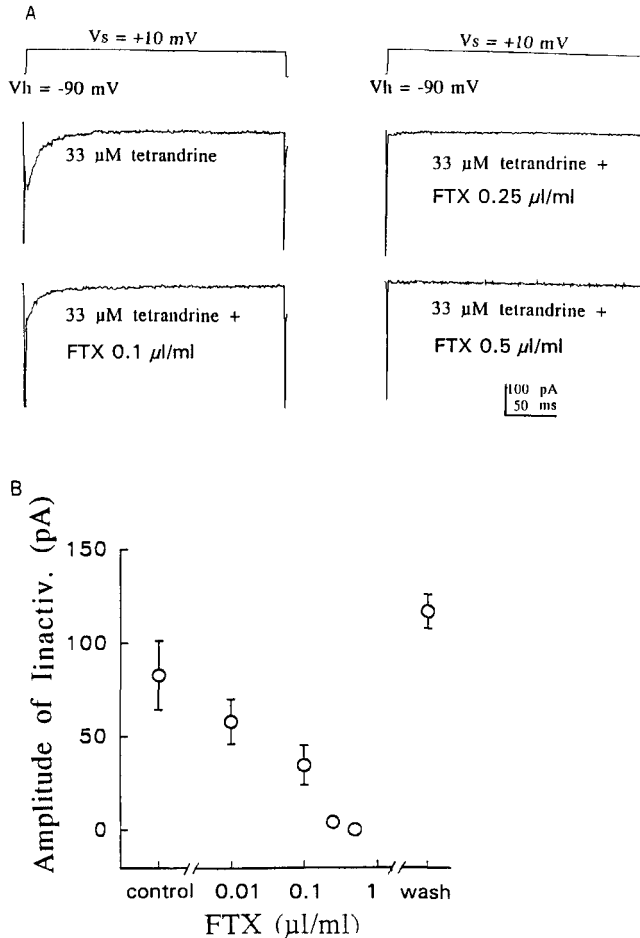 A
Vs = +10 mV
Vh = -90 mV
33 µM tetrandrine
Vs = +10 mV
Vh = -90 mV
33 µM tetrandrine +
FTX 0.25 µl/ml
33 µM tetrandrine +
FTX 0.1 µl/ml
33 µM tetrandrine +
FTX 0.5 µl/ml
100 pA
50 ms
B
Amplitude of Iinactiv. (pA)
150
100
50
0
control
0.01
0.1
1
wash
FTX (µl/ml)